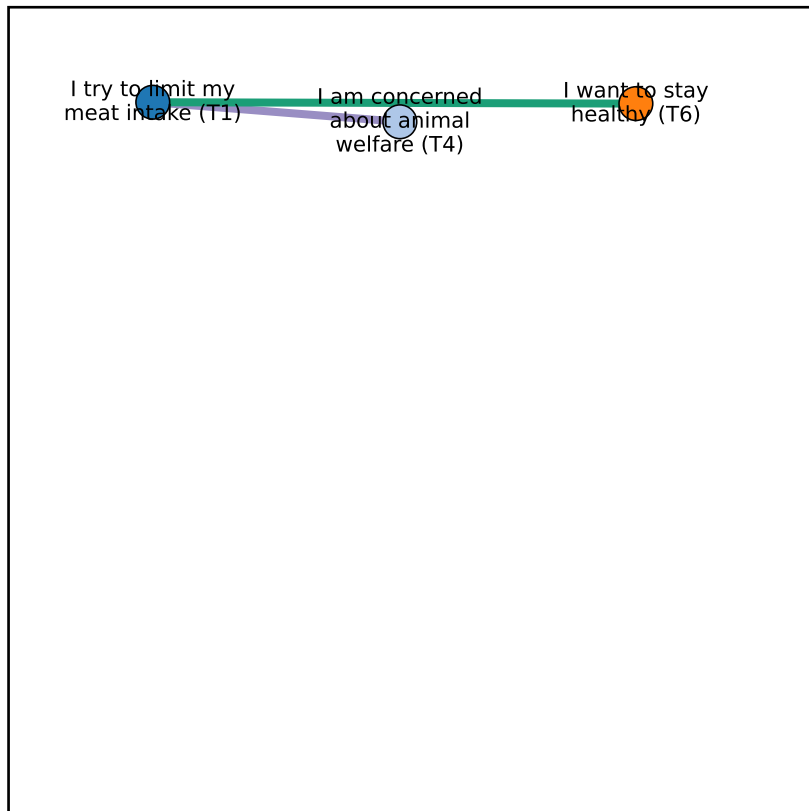 I try to limit my
meat intake (T1)
I am concerned
about animal
welfare (T4)
I want to stay
healthy (T6)